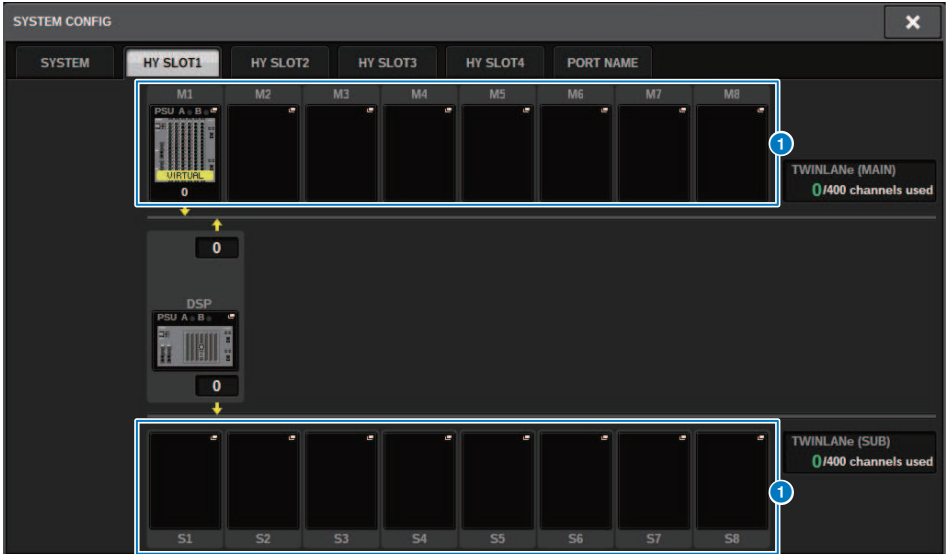 SYSTEM CONFIG
SYSTEM HY SLOT1 HY SLOT2 HY SLOT3 HY SLOT4 PORT NAME
M1 M2 M3 M4 M5 M6 M7 M8
PSU A B
VIRTUAL
0
1
TWINLANe (MAIN)
0/400 channels used
0
DSP
PSU A B
0
TWINLANe (SUB)
0/400 channels used
1
S1 S2 S3 S4 S5 S6 S7 S8